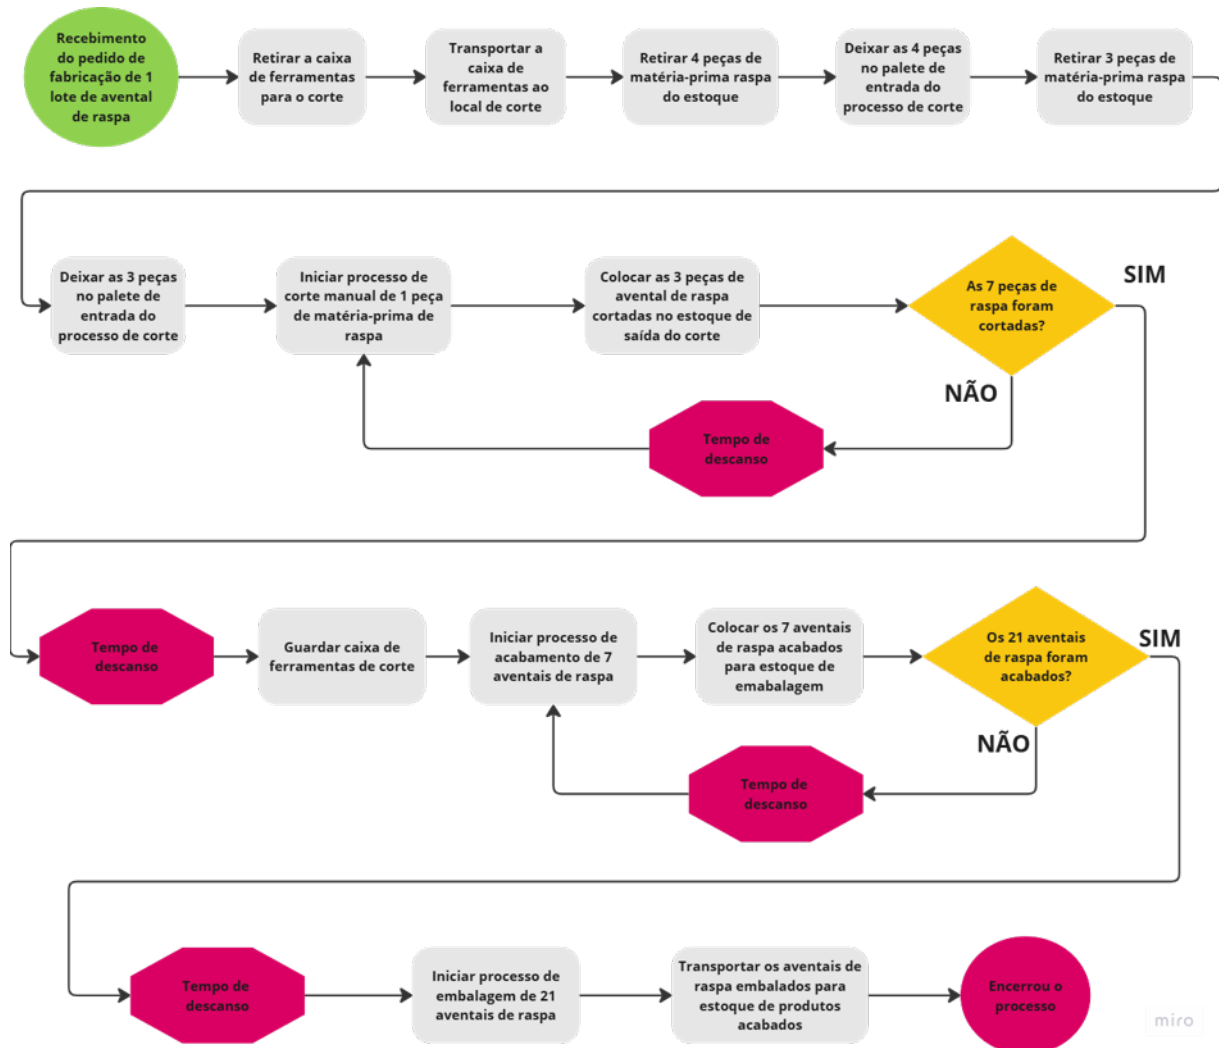 Recebimento
do pedido de
fabricação de 1
lote de avental
de raspa
Retirar a caixa
de ferramentas
para o corte
Transportar a
caixa de
ferramentas ao
local de corte
Retirar 4 peças de
matéria-prima raspa
do estoque
Deixar as 4 peças
no palete de
entrada do
processo de corte
Retirar 3 peças de
matéria-prima raspa
do estoque
Deixar as 3 peças
no palete de
entrada do
processo de corte
Iniciar processo de
corte manual de 1 peça
de matéria-prima de
raspa
Colocar as 3 peças de
avental de raspa
cortadas no estoque de
saída do corte
As 7 peças de
raspa foram
cortadas?
SIM
NÃO
Tempo de
descanso
Tempo de
descanso
Guardar caixa de
ferramentas de corte
Iniciar processo de
acabamento de 7
aventais de raspa
Colocar os 7 aventais
de raspa acabados
para estoque de
emabalagem
Os 21 aventais
de raspa foram
acabados?
SIM
NÃO
Tempo de
descanso
Tempo de
descanso
Iniciar processo de
embalagem de 21
aventais de raspa
Transportar os aventais de
raspa embalados para
estoque de produtos
acabados
Encerrou o
processo
miro